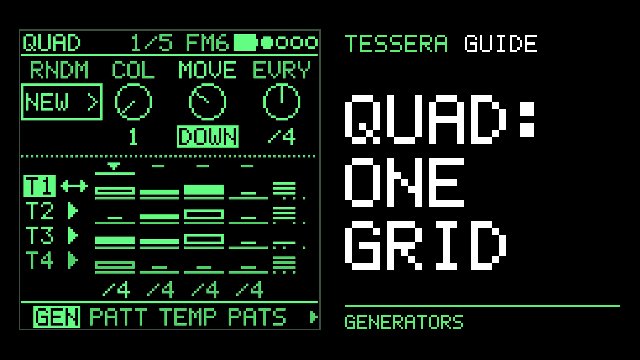 QUAD 1/5 FM6
RNDM COL MOVE EVRY
NEW >
1 DOWN /4
T1
T2
T3
T4
/4 /4 /4 /4
GEN PATT TEMP PATS
TESSERA GUIDE
QUAD:
ONE
GRID
GENERATORS